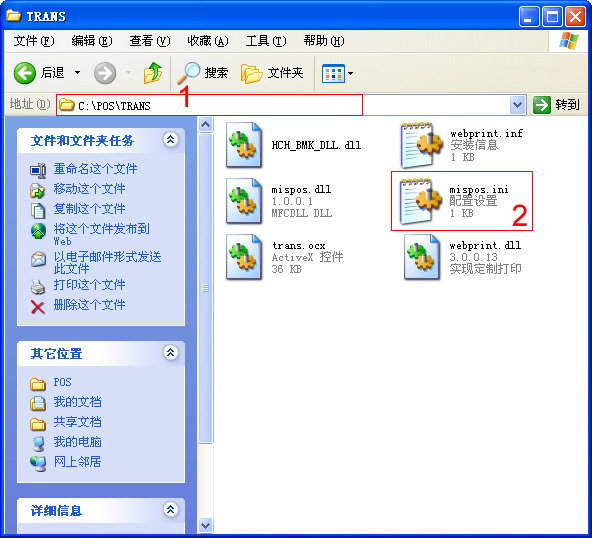 TRANS
文件(F) 编辑(E) 查看(V) 收藏(A) 工具(T) 帮助(H)
后退 搜索 文件夹
1
地址(D) C:\POS\TRANS 转到
文件和文件夹任务
重命名这个文件
移动这个文件
复制这个文件
将这个文件发布到
Web
以电子邮件形式发送
此文件
打印这个文件
删除这个文件
其它位置
POS
我的文档
共享文档
我的电脑
网上邻居
详细信息
HCH_BMK_DLL.dll
webprint.inf
安装信息
1 KB
mispos.dll
1.0.0.1
MFCDLL DLL
mispos.ini
配置设置
1 KB
2
trans.ocx
ActiveX 控件
36 KB
webprint.dll
3.0.0.13
实现定制打印